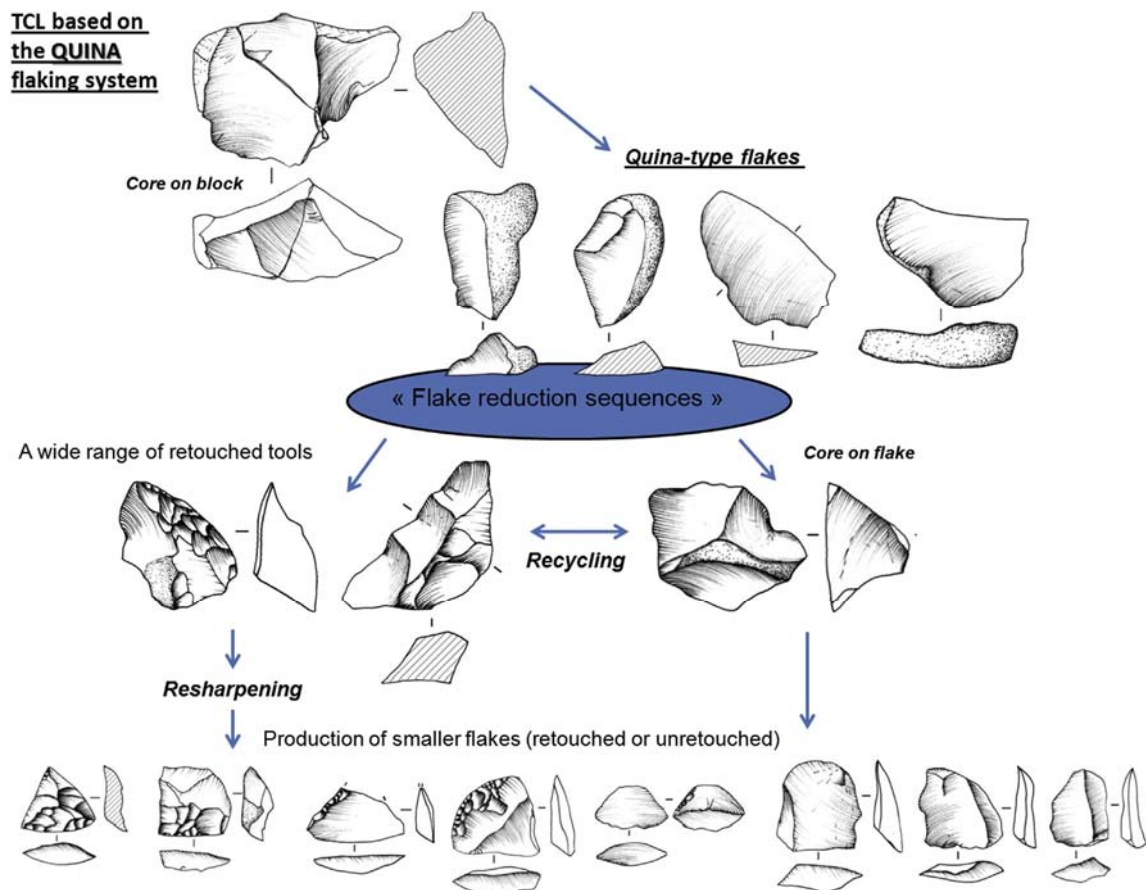 TCL based on
the QUINA
flaking system
Core on block
Quina-type flakes
« Flake reduction sequences »
A wide range of retouched tools
Core on flake
Recycling
Resharpening
Production of smaller flakes (retouched or unretouched)